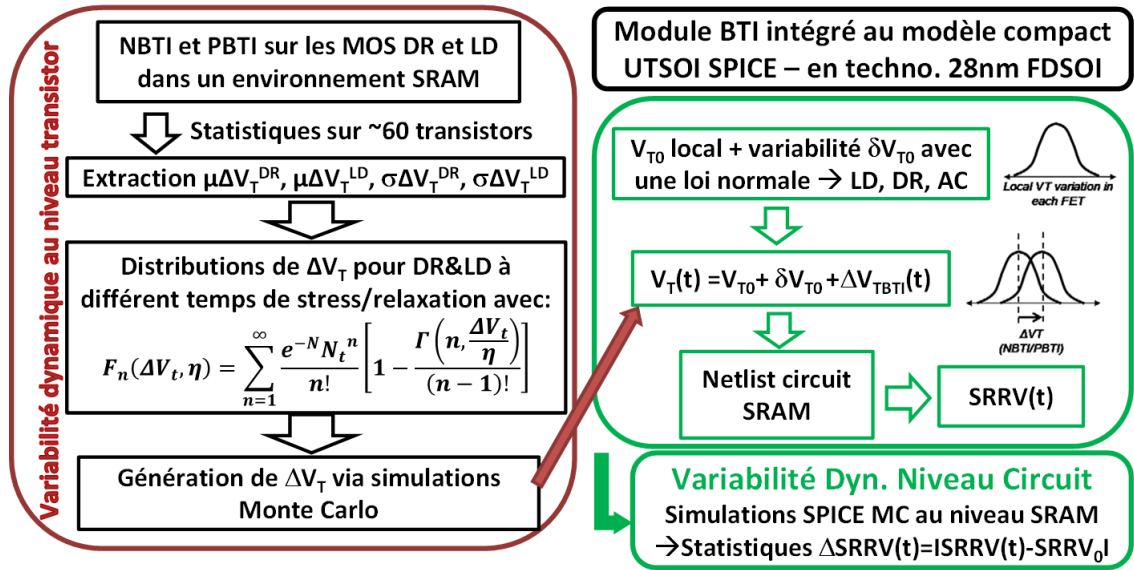 Variabilité dynamique au niveau transistor
NBTI et PBTI sur les MOS DR et LD
dans un environnement SRAM
Statistiques sur ~60 transistors
Extraction μΔV_T^DR, μΔV_T^LD, σΔV_T^DR, σΔV_T^LD
Distributions de ΔV_T pour DR&LD à
différent temps de stress/relaxation avec:
F_n(ΔV_t, η) = ∑_{n=1}^{∞} \frac{e^{-N} N_t^n}{n!} [1 − \frac{Γ(n, \frac{ΔV_t}{η})}{(n − 1)!}]
Génération de ΔV_T via simulations
Monte Carlo
Module BTI intégré au modèle compact
UTSOI SPICE – en techno. 28nm FDSOI
V_T0 local + variabilité δV_T0 avec
une loi normale → LD, DR, AC
Local VT variation in
each FET
V_T(t) =V_T0+ δV_T0 +ΔV_TBTI(t)
ΔVT
(NBTI/PBTI)
Netlist circuit
SRAM
SRRV(t)
Variabilité Dyn. Niveau Circuit
Simulations SPICE MC au niveau SRAM
→Statistiques ΔSRRV(t)=ISRRV(t)-SRRV_0I